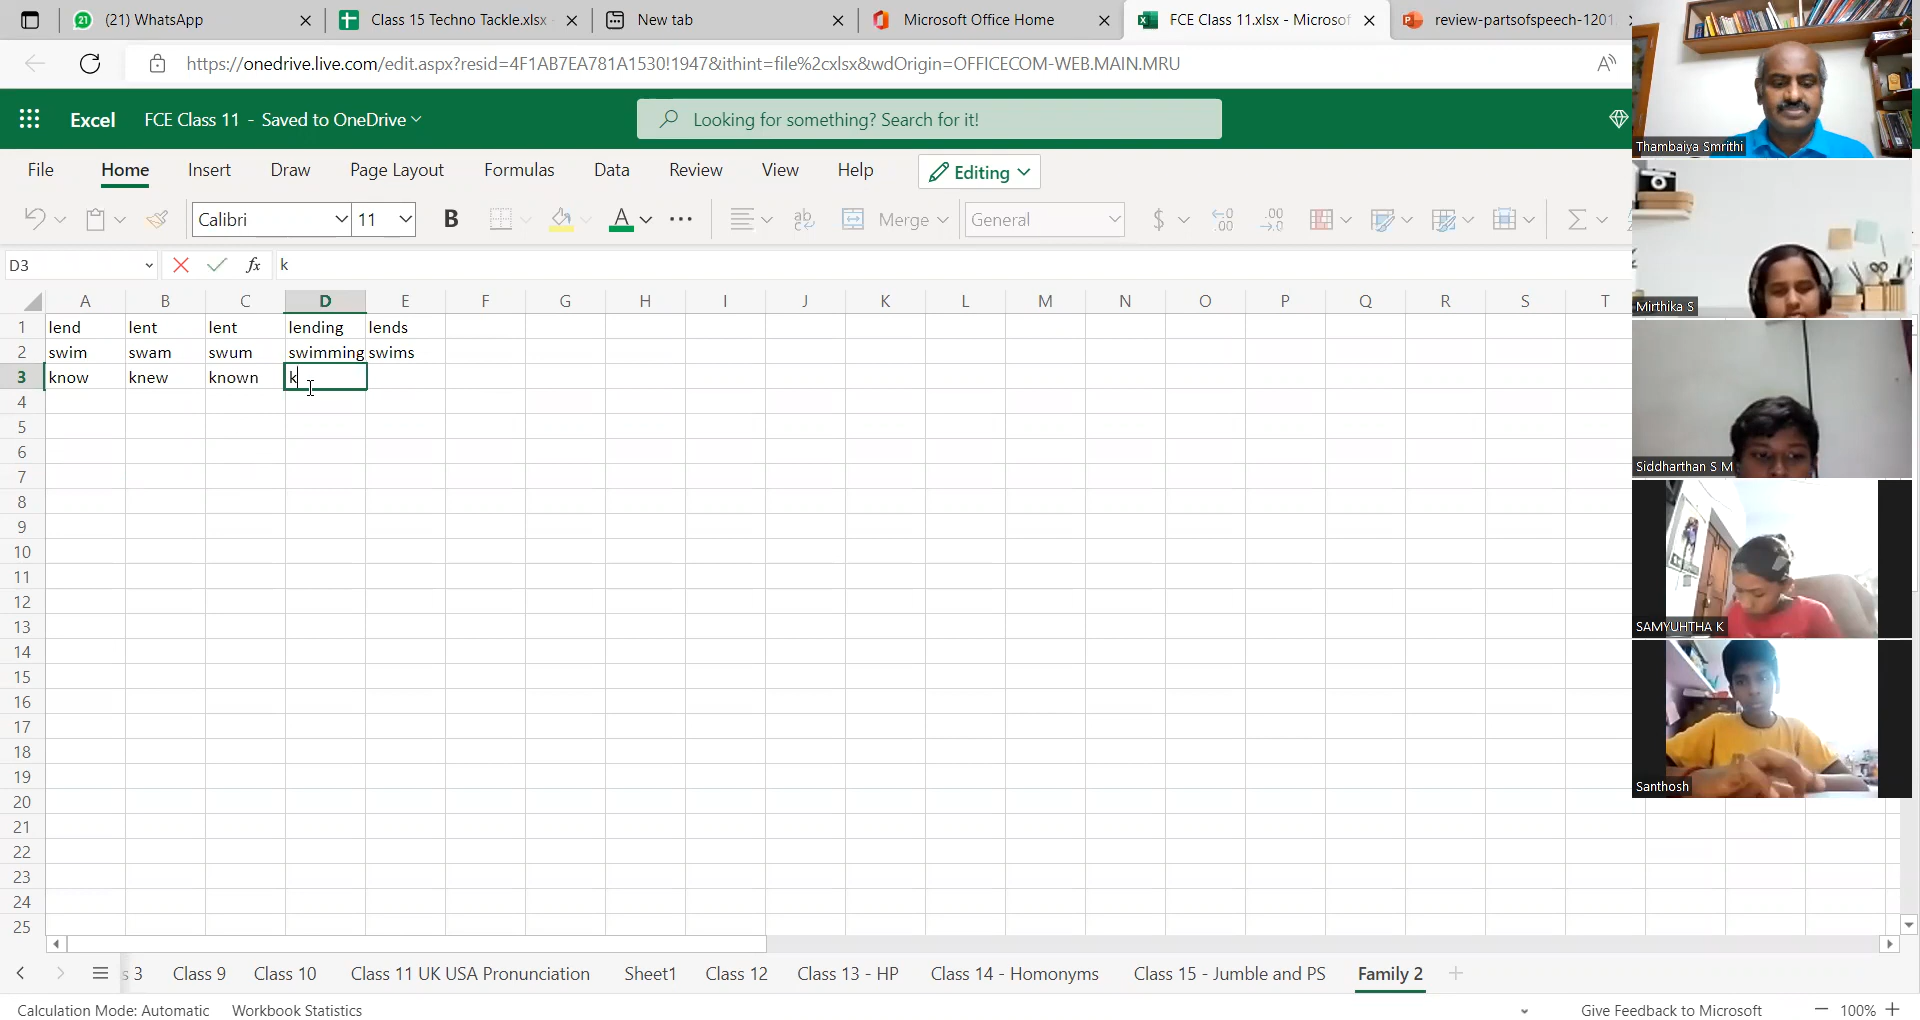 (21) WhatsApp
Class 15 Techno Tackle.xlsx
New tab
Microsoft Office Home
FCE Class 11.xlsx - Microsof
review-partsofspeech-1201
https://onedrive.live.com/edit.aspx?resid=4F1AB7EA781A1530!1947&ithint=file%2cxlsx&wdOrigin=OFFICECOM-WEB.MAIN.MRU
Excel FCE Class 11 - Saved to OneDrive
Looking for something? Search for it!
File Home Insert Draw Page Layout Formulas Data Review View Help Editing
Calibri 11 B A Merge General $
D3 fx k
A B C D E F G H I J K L M N O P Q R S T
1 lend lent lent lending lends
2 swim swam swum swimming swims
3 know knew known k
4
5
6
7
8
9
10
11
12
13
14
15
16
17
18
19
20
21
22
23
24
25
s 3 Class 9 Class 10 Class 11 UK USA Pronunciation Sheet1 Class 12 Class 13 - HP Class 14 - Homonyms Class 15 - Jumble and PS Family 2
Calculation Mode: Automatic Workbook Statistics Give Feedback to Microsoft 100%
Thambaiya Smrithi
Mirthika S
Siddharthan S M
SAMYUHTHA K
Santhosh